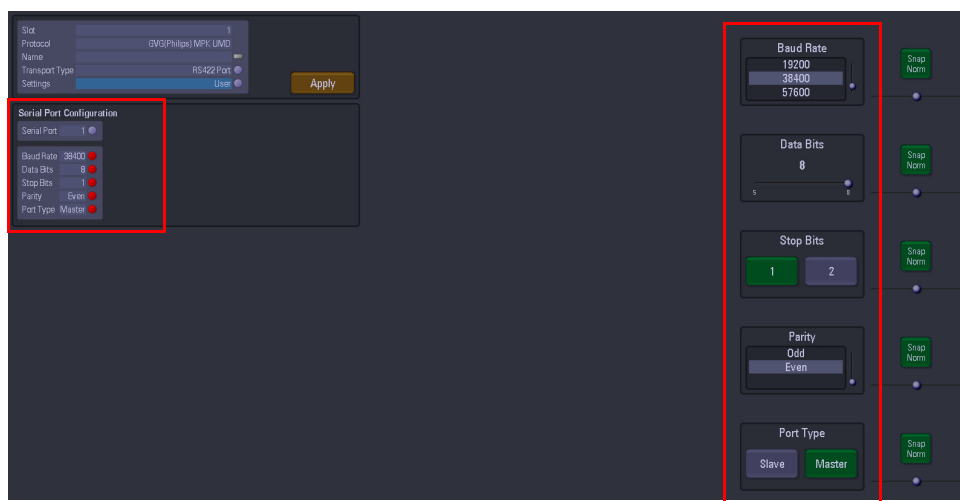 Slot 1
Protocol GVG(Philips) MPK UMD
Name
Transport Type RS422 Port
Settings User
Apply
Serial Port Configuration
Serial Port 1
Baud Rate 38400
Data Bits 8
Stop Bits 1
Parity Even
Port Type Master
Baud Rate
19200
38400
57600
Snap
Norm
Data Bits
8
5 8
Snap
Norm
Stop Bits
1 2
Snap
Norm
Parity
Odd
Even
Snap
Norm
Port Type
Slave Master
Snap
Norm